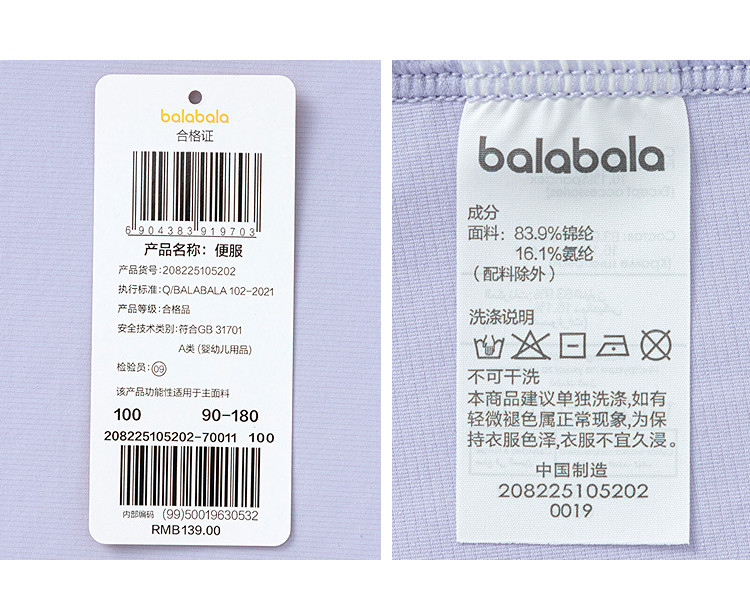 balabala
合格证
6 904383 919703
产品名称：便服
产品货号：208225105202
执行标准：Q/BALABALA 102-2021
产品等级：合格品
安全技术类别：符合GB 31701
A类 (婴幼儿用品)
检验员：09
该产品功能性适用于主面料
100 90-180
208225105202-70011 100
内部编码 (99)50019630532
RMB139.00
balabala
成分
面料：83.9%锦纶
16.1%氨纶
（配料除外）
洗涤说明
不可干洗
本商品建议单独洗涤,如有
轻微褪色属正常现象,为保
持衣服色泽,衣服不宜久浸。
中国制造
208225105202
0019